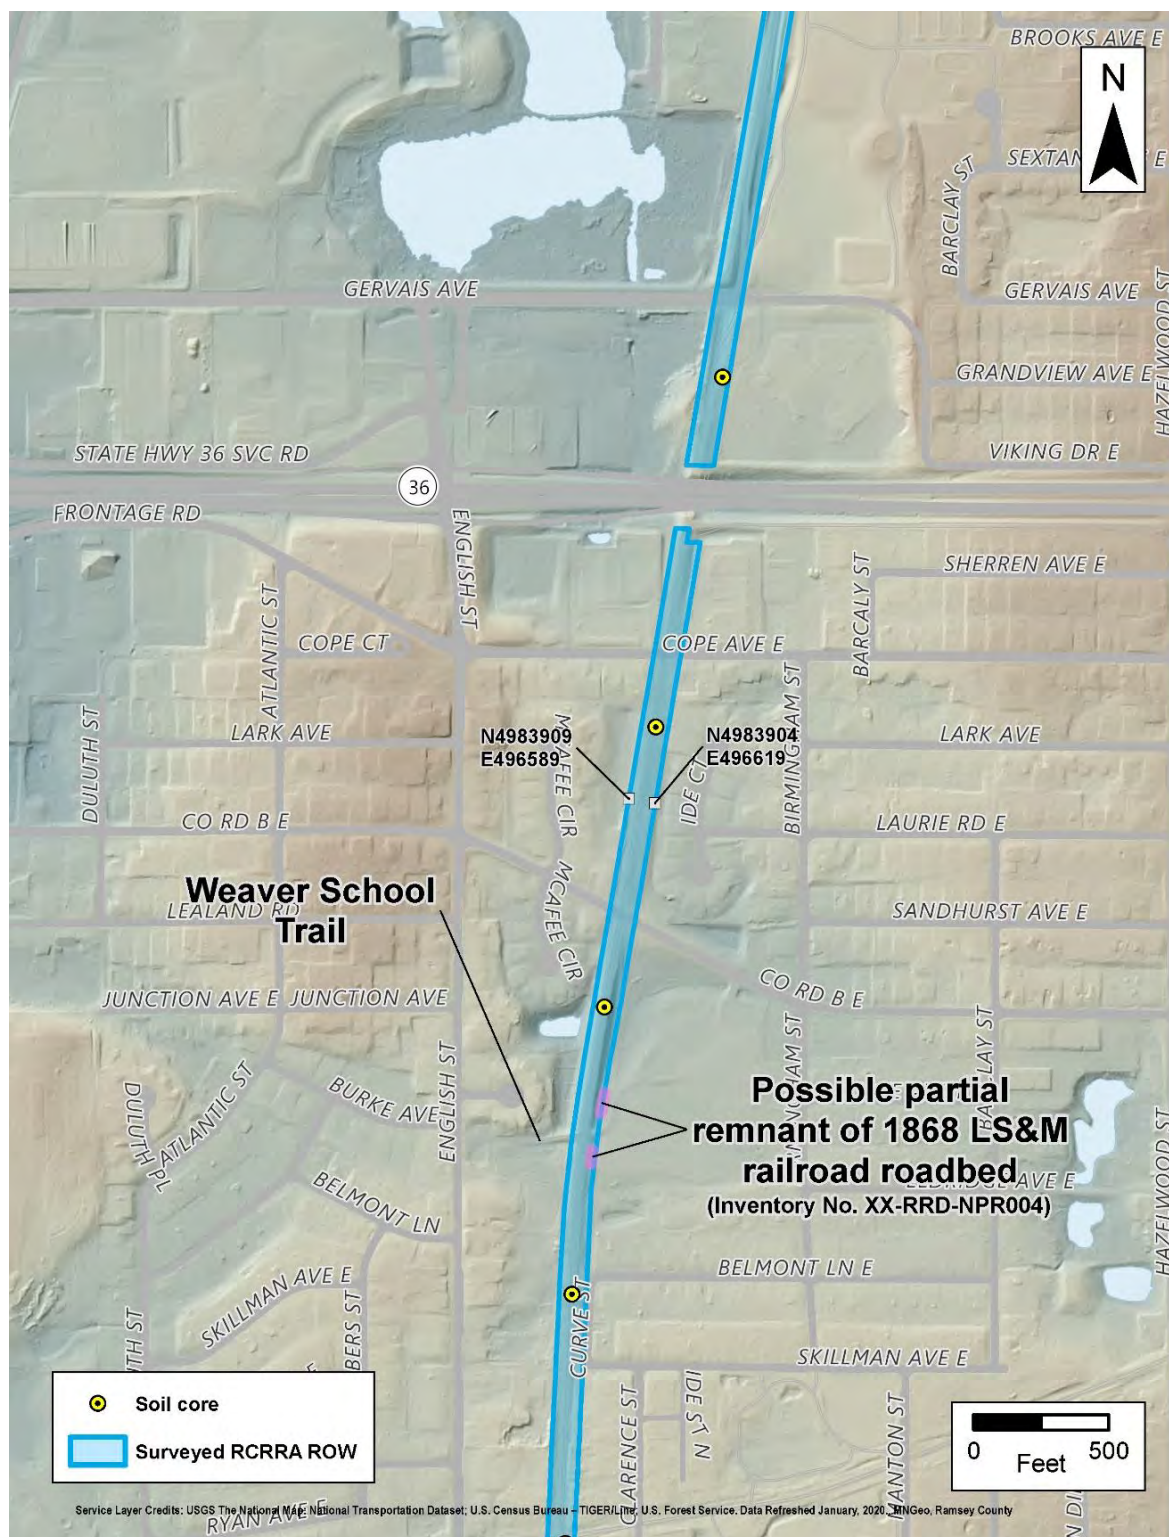 BROOKS AVE E
N
BARCLAY ST
GERVAIS AVE
GERVAIS AVE
HAZELWOOD ST
GRANDVIEW AVE E
STATE HWY 36 SVC RD
VIKING DR E
36
FRONTAGE RD
ENGLISH ST
SHERREN AVE E
BARCALY ST
ATLANTIC ST
COPE CT
COPE AVE E
BIRMINGHAM ST
DULUTH ST
LARK AVE
MCAFEE CIR
N4983909
E496589
N4983904
E496619
IDE CT
LARK AVE
CO RD B E
LAURIE RD E
Weaver School
Trail
LEALAND RD
MCAFEE CIR
SANDHURST AVE E
CO RD B E
JUNCTION AVE E
JUNCTION AVE
DULUTH PL
ATLANTIC ST
BURKE AVE
ENGLISH ST
Possible partial
remnant of 1868 LS&M
railroad roadbed
(Inventory No. XX-RRD-NPR004)
HAZELWOOD ST
BELMONT LN
BELMONT LN E
SKILLMAN AVE E
CURVE ST
SKILLMAN AVE E
CLARENCE ST
IDE ST N
Soil core
Surveyed RCRRA ROW
0 500
Feet
Service Layer Credits: USGS The National Map: National Transportation Dataset; U.S. Census Bureau – TIGER/Line; U.S. Forest Service. Data Refreshed January, 2020., MNGeo, Ramsey County
RYAN AVE E